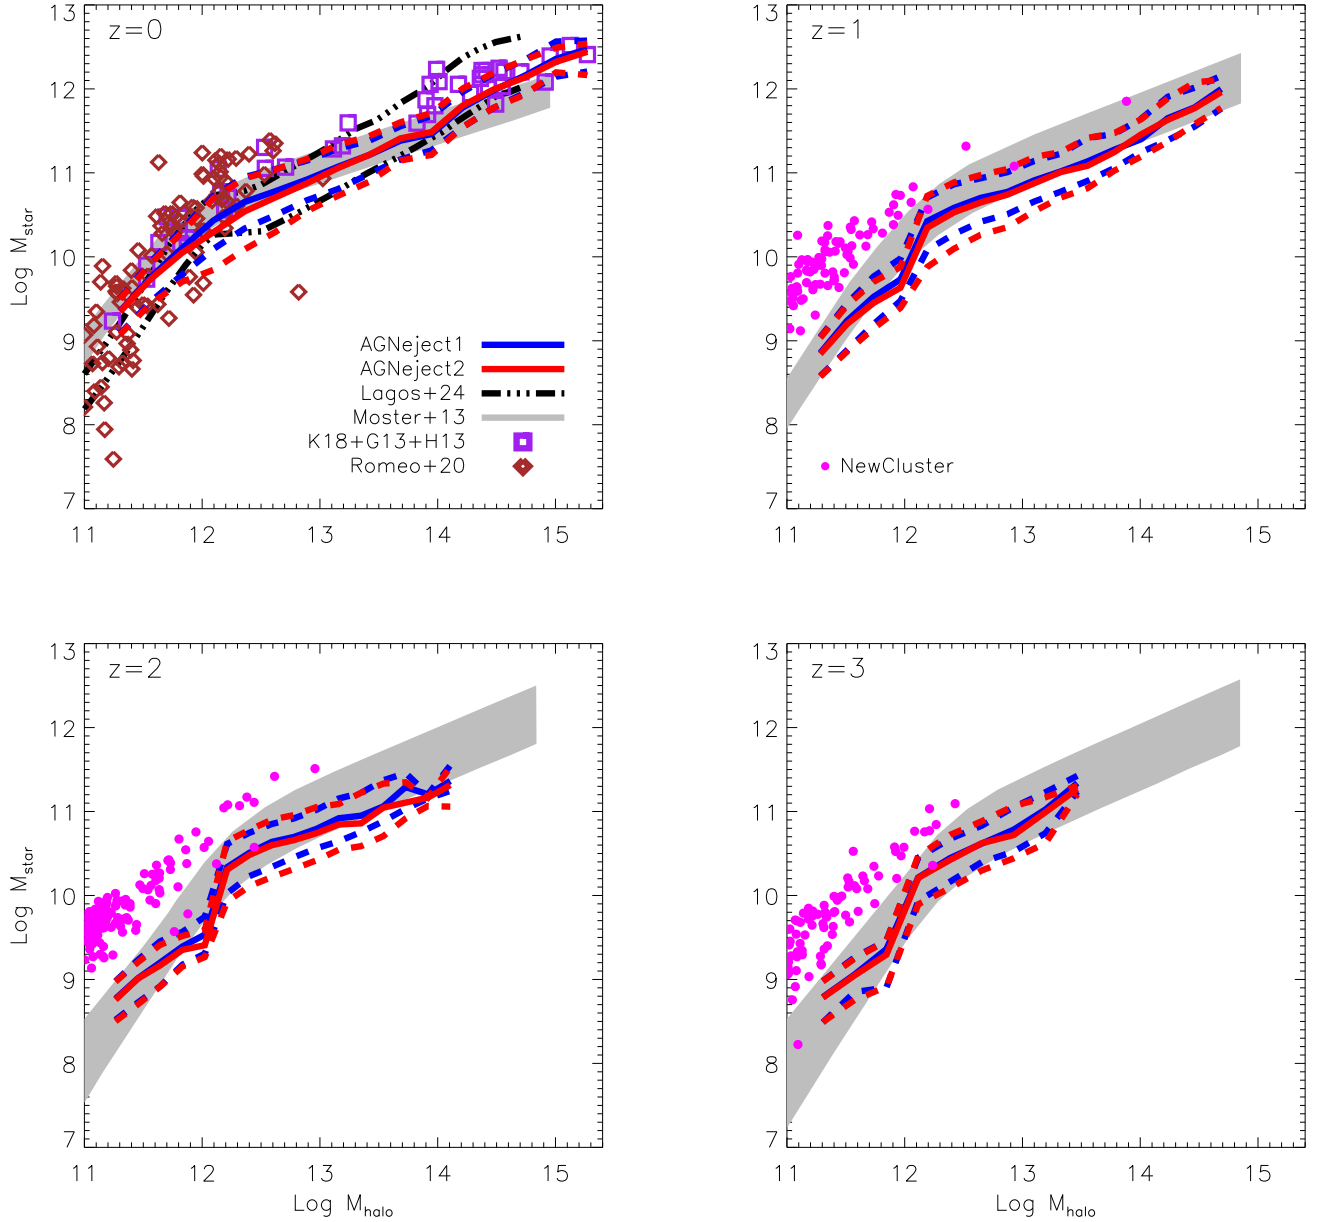 z=0
13
12
11
10
9
8
7
Log M_star
AGNeject1
AGNeject2
Lagos+24
Moster+13
K18+G13+H13
Romeo+20
11 12 13 14 15
z=1
13
12
11
10
9
8
7
NewCluster
11 12 13 14 15
z=2
13
12
11
10
9
8
7
Log M_star
11 12 13 14 15
Log M_halo
z=3
13
12
11
10
9
8
7
11 12 13 14 15
Log M_halo